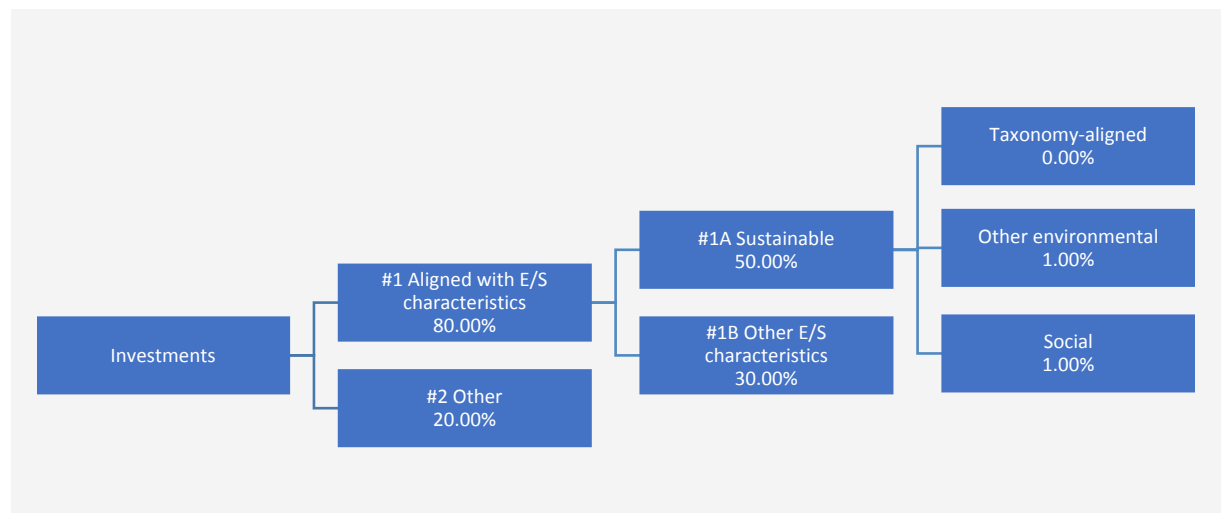 Investments
#1 Aligned with E/S
characteristics
80.00%
#2 Other
20.00%
#1A Sustainable
50.00%
#1B Other E/S
characteristics
30.00%
Taxonomy-aligned
0.00%
Other environmental
1.00%
Social
1.00%